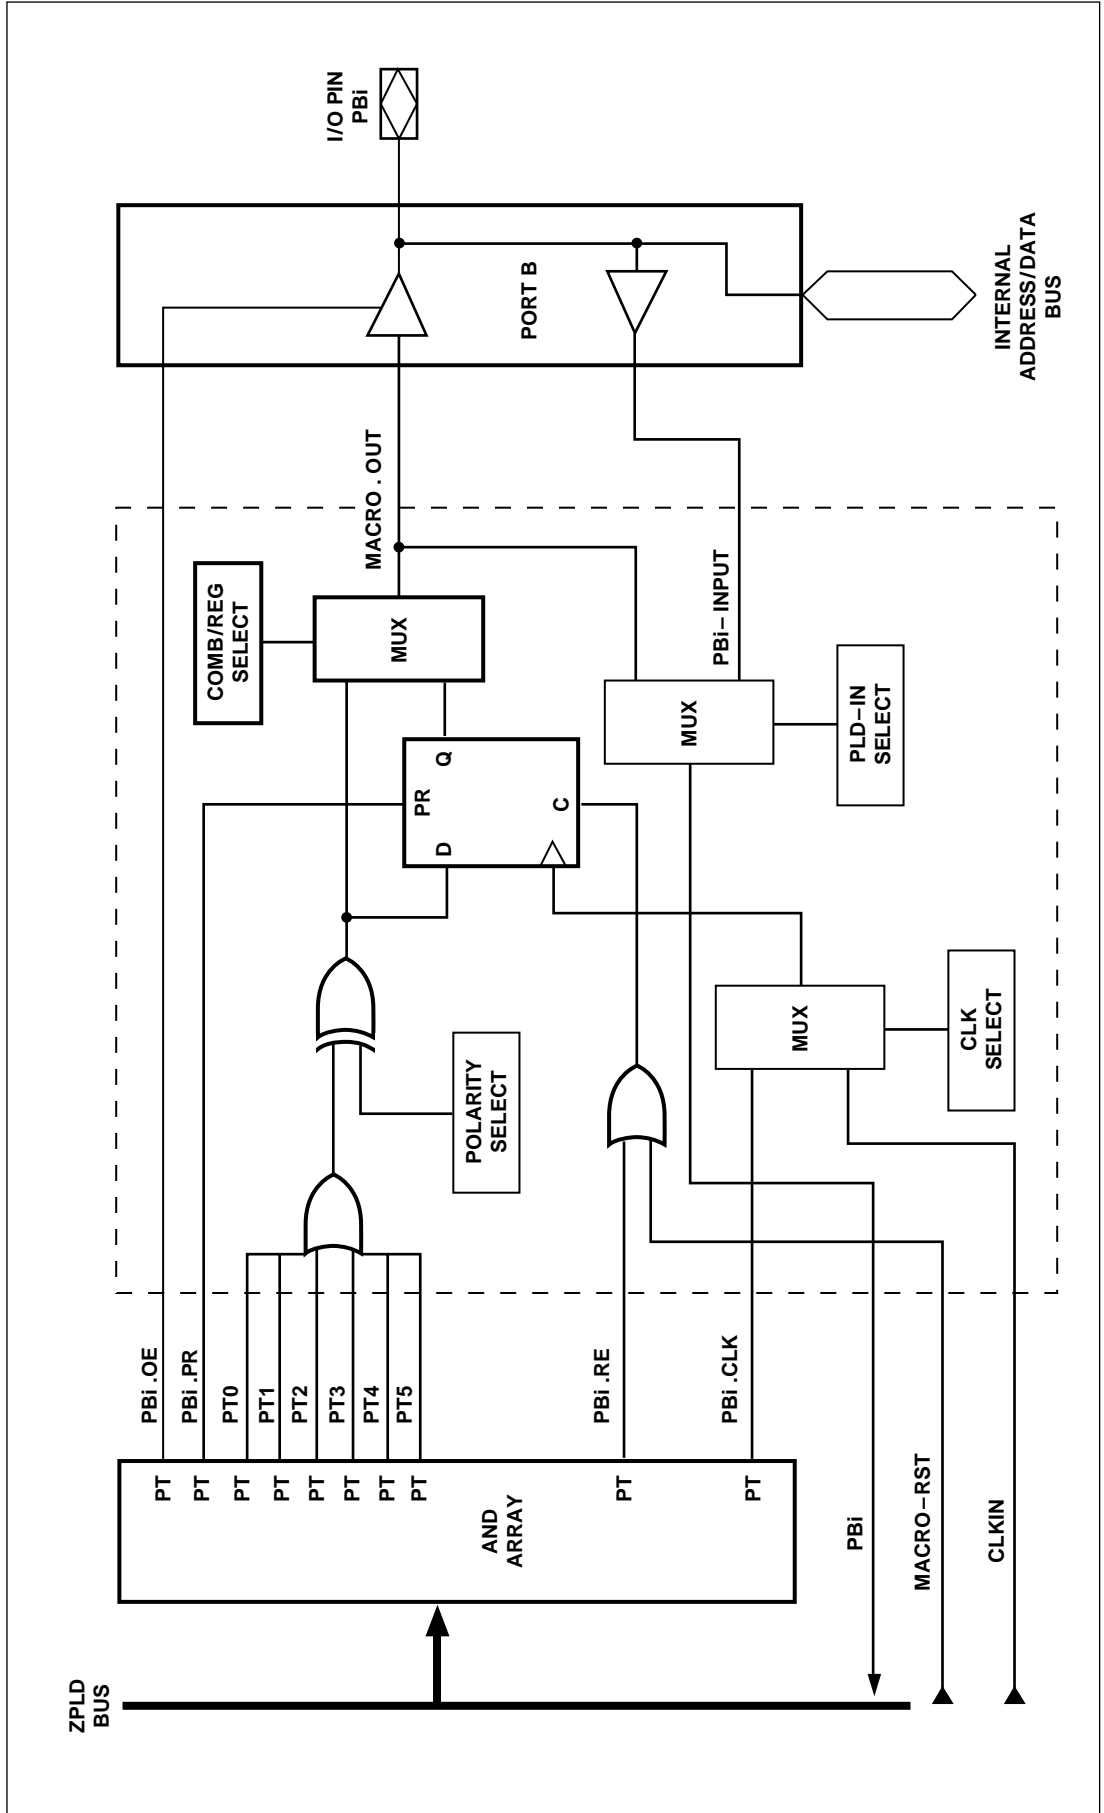 ZPLD
BUS
AND
ARRAY
PT
PT
PT
PT
PT
PT
PT
PT
PT
PT
PBi .OE
PBi .PR
PT0
PT1
PT2
PT3
PT4
PT5
PBi .RE
PBi .CLK
PBi
MACRO–RST
CLKIN
POLARITY
SELECT
MUX
CLK
SELECT
D
PR
Q
C
COMB/REG
SELECT
MUX
MUX
PLD–IN
SELECT
MACRO . OUT
PBi– INPUT
PORT B
I/O PIN
PBi
INTERNAL
ADDRESS/DATA
BUS